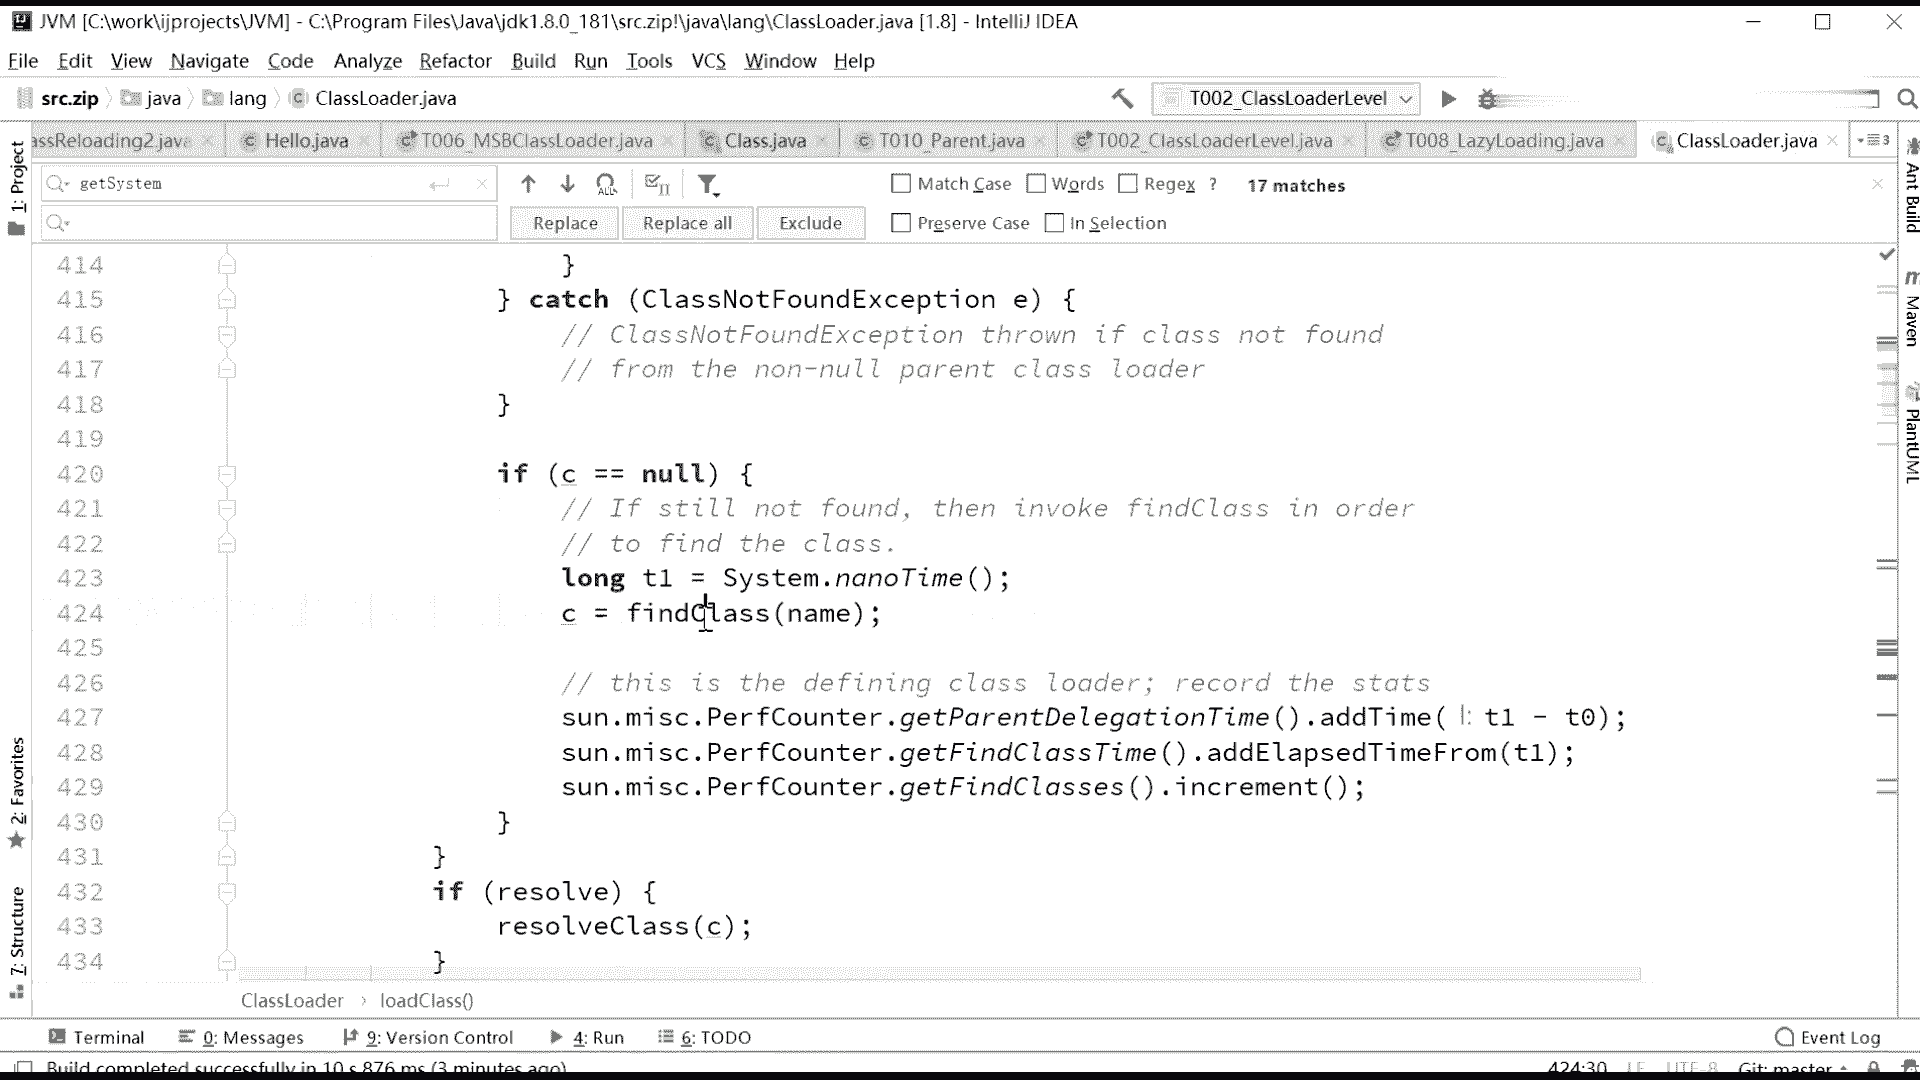 JVM [C:\work\ijprojects\JVM] - C:\Program Files\Java\jdk1.8.0_181\src.zip!\java\lang\ClassLoader.java [1.8] - IntelliJ IDEA
File Edit View Navigate Code Analyze Refactor Build Run Tools VCS Window Help
src.zip java lang ClassLoader.java T002_ClassLoaderLevel
assReloading2.java Hello.java T006_MSBClassLoader.java Class.java T010_Parent.java T002_ClassLoaderLevel.java T008_LazyLoading.java ClassLoader.java 3
getSystem Match Case Words Regex ? 17 matches
Replace Replace all Exclude Preserve Case In Selection
414 }
415 } catch (ClassNotFoundException e) {
416 // ClassNotFoundException thrown if class not found
417 // from the non-null parent class loader
418 }
419
420 if (c == null) {
421 // If still not found, then invoke findClass in order
422 // to find the class.
423 long t1 = System.nanoTime();
424 c = findClass(name);
425
426 // this is the defining class loader; record the stats
427 sun.misc.PerfCounter.getParentDelegationTime().addTime( l: t1 - t0);
428 sun.misc.PerfCounter.getFindClassTime().addElapsedTimeFrom(t1);
429 sun.misc.PerfCounter.getFindClasses().increment();
430 }
431 }
432 if (resolve) {
433 resolveClass(c);
434 }
ClassLoader › loadClass()
Terminal 0: Messages 9: Version Control 4: Run 6: TODO Event Log
Build completed successfully in 10 s 876 ms (3 minutes ago) 424:30 LF UTF-8 Git: master
1: Project
2: Favorites
7: Structure
Ant Build
Maven
PlantUML